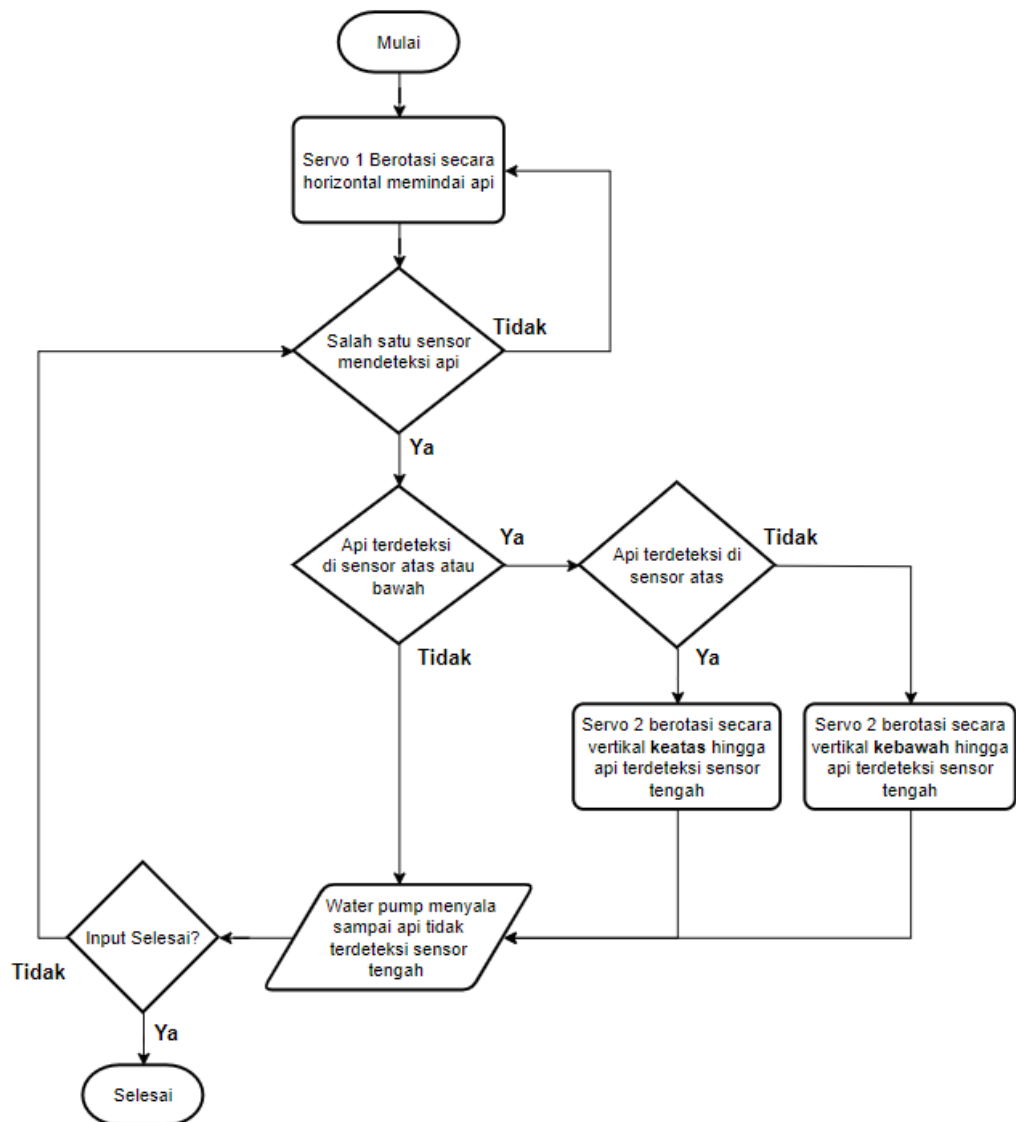 Mulai
Servo 1 Berotasi secara
horizontal memindai api
Salah satu sensor
mendeteksi api
Tidak
Ya
Api terdeteksi
di sensor atas atau
bawah
Ya
Tidak
Api terdeteksi di
sensor atas
Tidak
Ya
Servo 2 berotasi secara
vertikal keatas hingga
api terdeteksi sensor
tengah
Servo 2 berotasi secara
vertikal kebawah hingga
api terdeteksi sensor
tengah
Water pump menyala
sampai api tidak
terdeteksi sensor
tengah
Input Selesai?
Tidak
Ya
Selesai